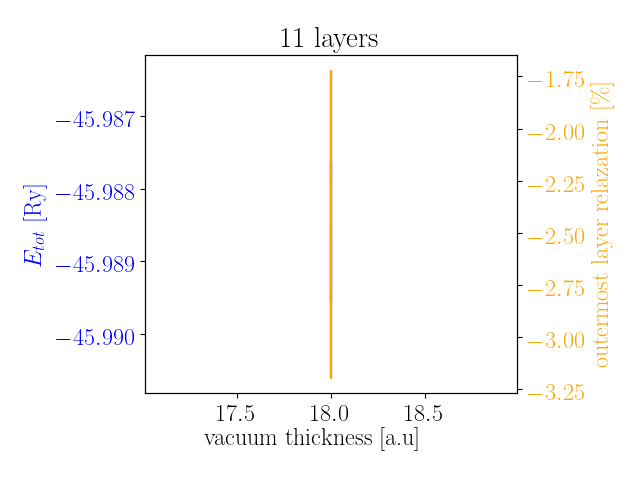 11 layers
E_tot [Ry]
−45.987
−45.988
−45.989
−45.990
−1.75
−2.00
−2.25
−2.50
−2.75
−3.00
−3.25
outermost layer relazation [%]
17.5 18.0 18.5
vacuum thickness [a.u]